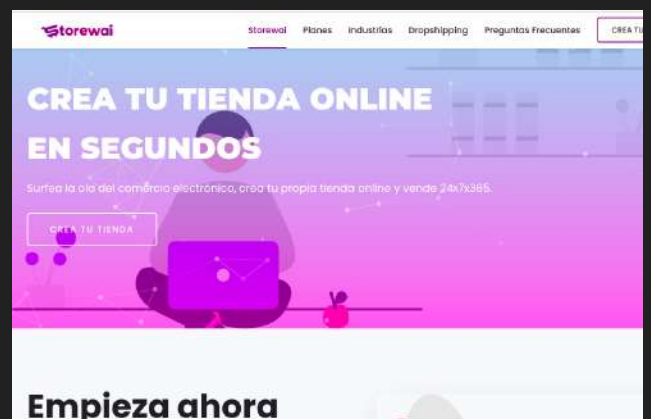 Storewai
Storewai Planes Industrias Dropshipping Preguntas Frecuentes CREA TU
CREA TU TIENDA ONLINE
EN SEGUNDOS
Surfea la ola del comercio electrónico, crea tu propia tienda online y vende 24x7x365.
CREA TU TIENDA
Empieza ahora